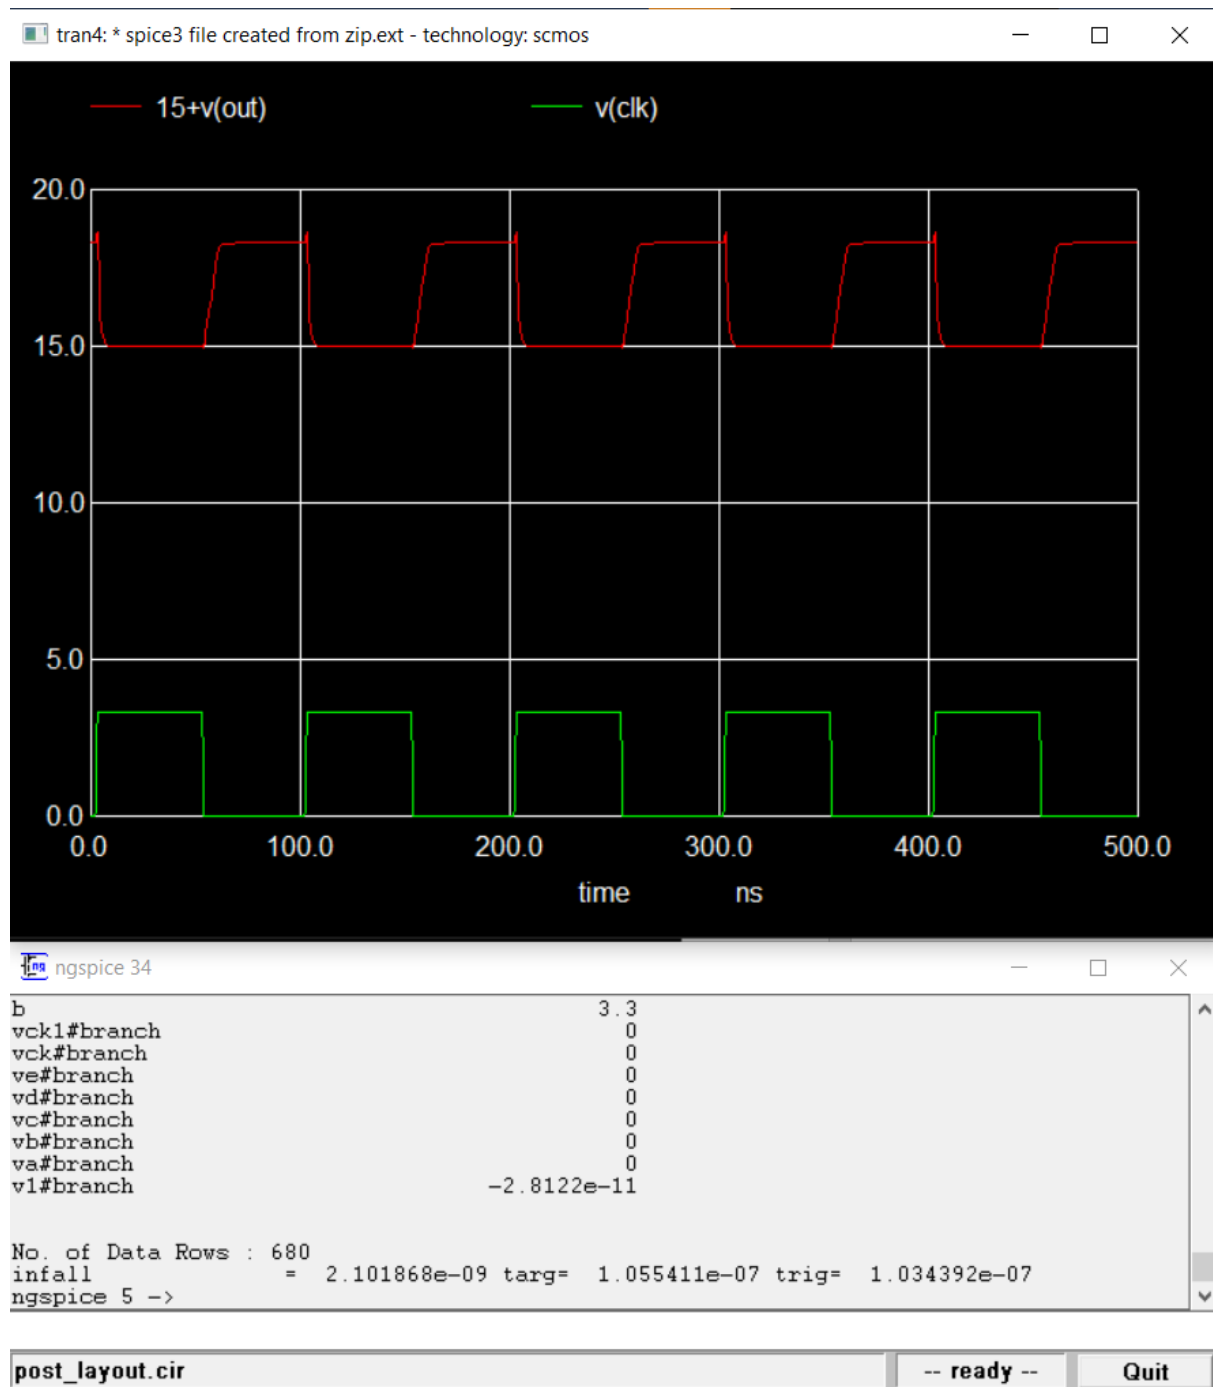 tran4: * spice3 file created from zip.ext - technology: scmos
15+v(out) v(clk)
20.0
15.0
10.0
5.0
0.0
0.0 100.0 200.0 300.0 400.0 500.0
time ns
ngspice 34
b 3.3
vck1#branch 0
vck#branch 0
ve#branch 0
vd#branch 0
vc#branch 0
vb#branch 0
va#branch 0
v1#branch -2.8122e-11
No. of Data Rows : 680
infall = 2.101868e-09 targ= 1.055411e-07 trig= 1.034392e-07
ngspice 5 ->
post_layout.cir -- ready -- Quit